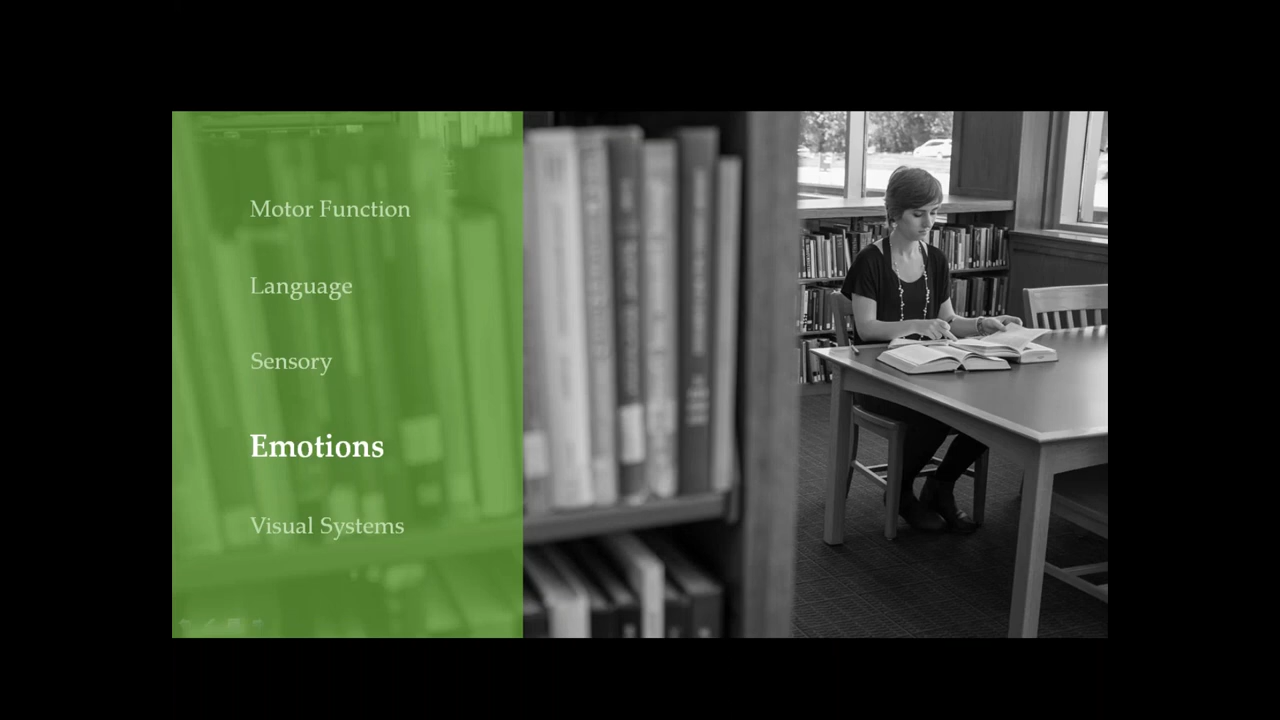 Motor Function
Language
Sensory
Emotions
Visual Systems